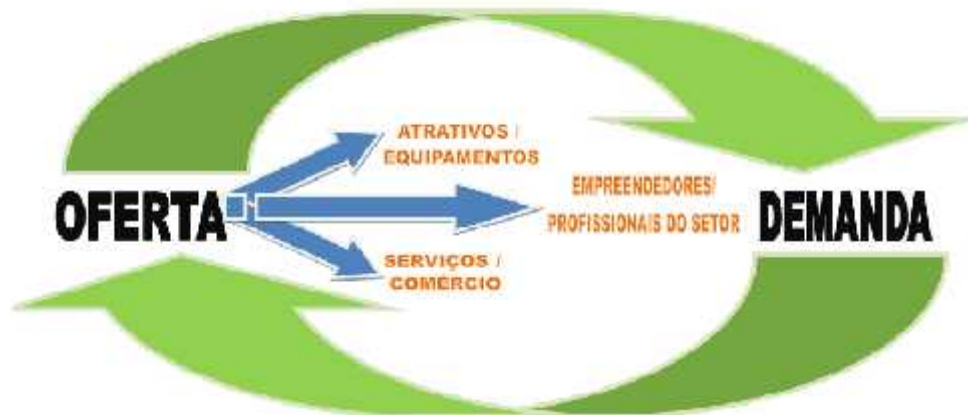 ATRATIVOS /
EQUIPAMENTOS
EMPREENDEDORES/
PROFISSIONAIS DO SETOR
OFERTA
DEMANDA
SERVIÇOS /
COMÉRCIO